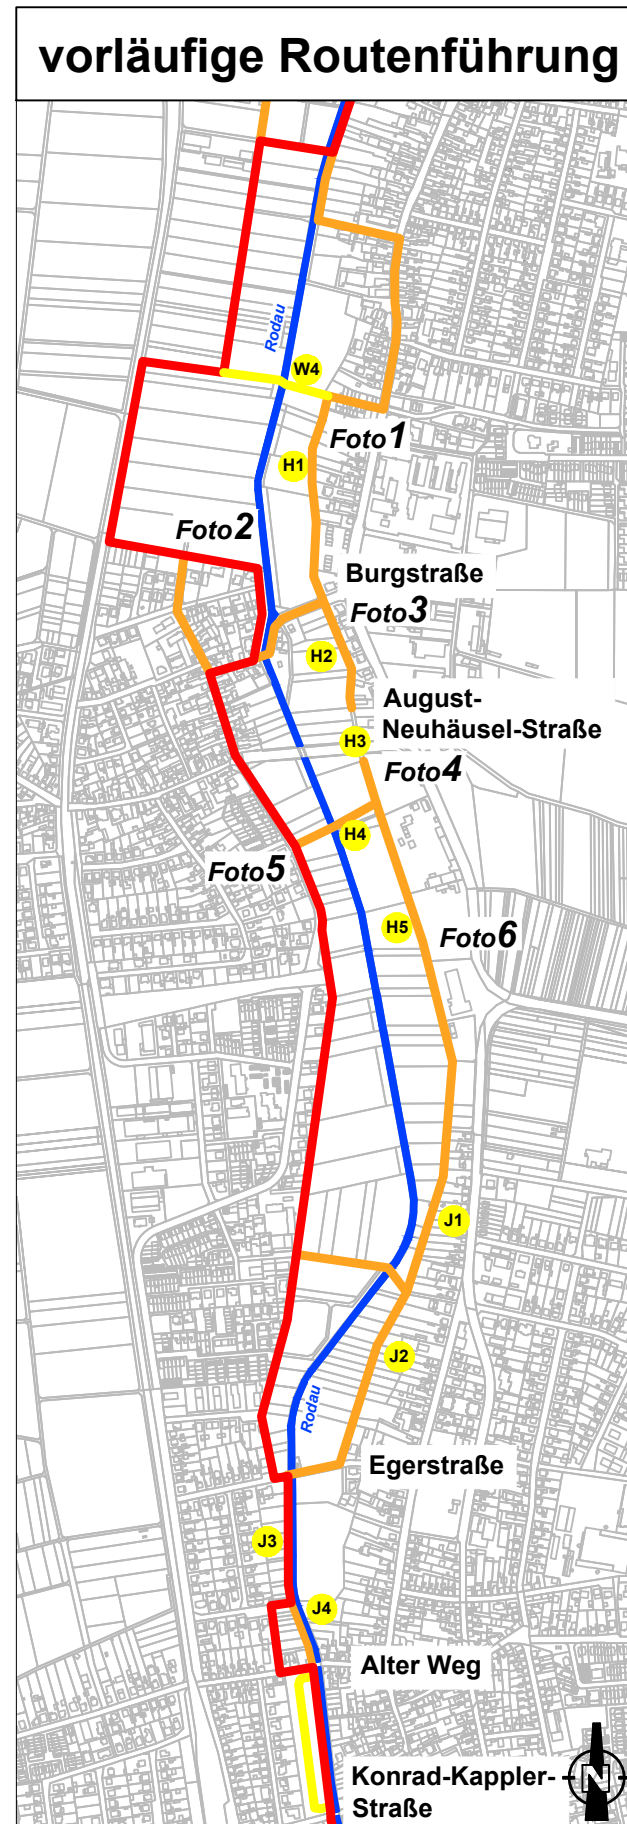 vorläufige Routenführung
Rodau
W4
Foto1
H1
Foto2
Burgstraße
Foto3
H2
August-
Neuhäusel-Straße
H3
Foto4
H4
Foto5
H5
Foto6
J1
J2
Rodau
Egerstraße
J3
J4
Alter Weg
Konrad-Kappler-
Straße
N